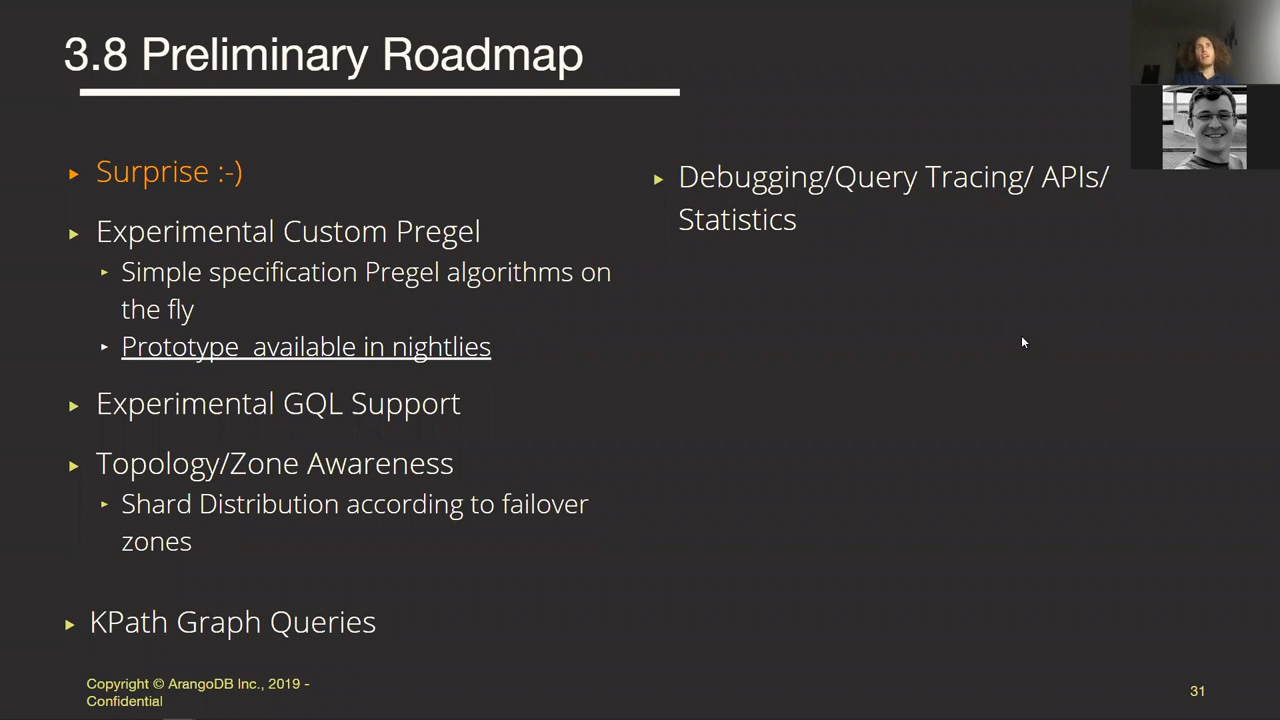 3.8 Preliminary Roadmap
Surprise :-)
Experimental Custom Pregel
Simple specification Pregel algorithms on
the fly
Prototype  available in nightlies
Experimental GQL Support
Topology/Zone Awareness
Shard Distribution according to failover
zones
KPath Graph Queries
Debugging/Query Tracing/ APIs/
Statistics
Copyright © ArangoDB Inc., 2019 -
Confidential
31